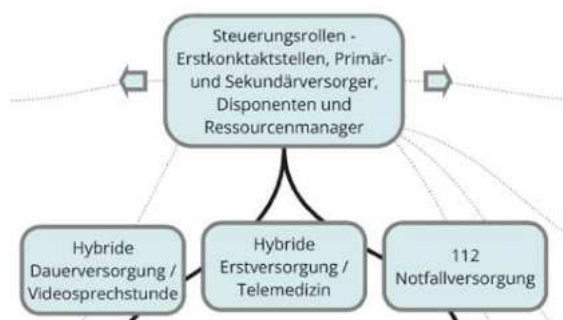 Steuerungsrollen -
Erstkonktaktstellen, Primär-
und Sekundärversorger,
Disponenten und
Ressourcenmanager
Hybride
Dauerversorgung /
Videosprechstunde
Hybride
Erstversorgung /
Telemedizin
112
Notfallversorgung